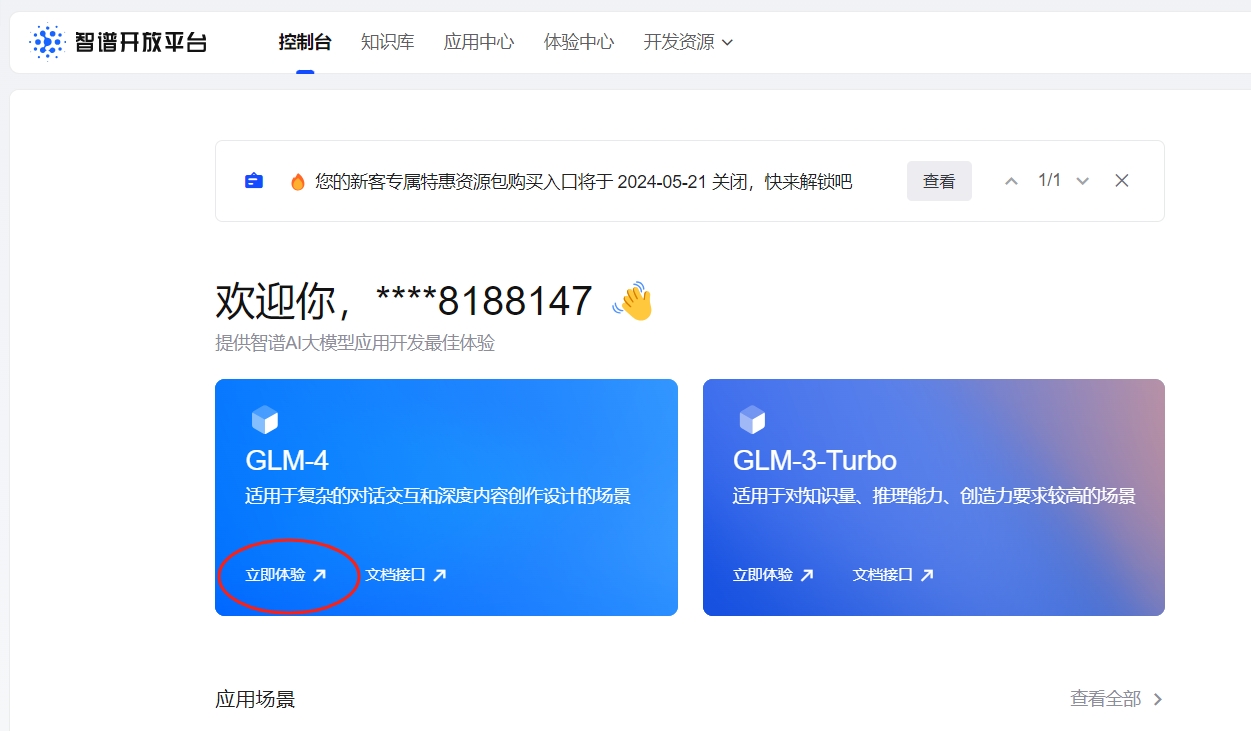 智谱开放平台 控制台 知识库 应用中心 体验中心 开发资源
您的新客专属特惠资源包购买入口将于 2024-05-21 关闭，快来解锁吧 查看 1/1
欢迎你，****8188147
提供智谱AI大模型应用开发最佳体验
GLM-4
适用于复杂的对话交互和深度内容创作设计的场景
立即体验 文档接口
GLM-3-Turbo
适用于对知识量、推理能力、创造力要求较高的场景
立即体验 文档接口
应用场景 查看全部